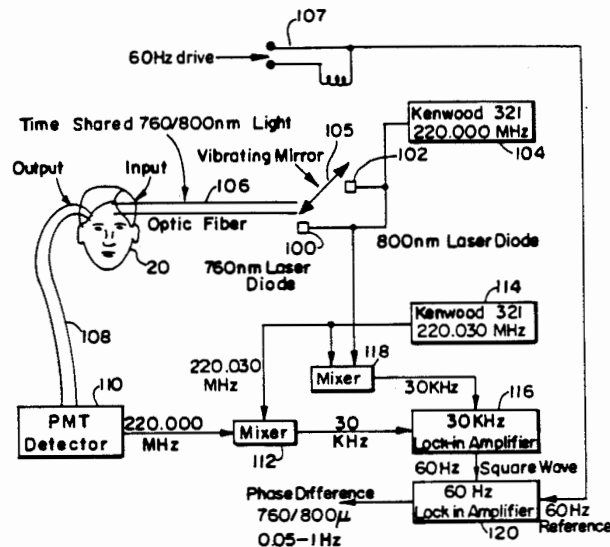 107
60Hz drive
Time Shared 760/800nm Light
105
Kenwood 321
220.000 MHz
104
Vibrating Mirror
102
Output
Input
106
Optic Fiber
100
800nm Laser Diode
20
760nm Laser
Diode
114
Kenwood 321
220.030 MHz
108
118
220.030
MHz
Mixer
30KHz
116
110
PMT
Detector
220.000
MHz
Mixer
112
30
KHz
30KHz
Lock-in Amplifier
60Hz
Square Wave
Phase Difference
760/800µ
0.05-1Hz
60 Hz
Lock in Amplifier
120
60Hz
Reference